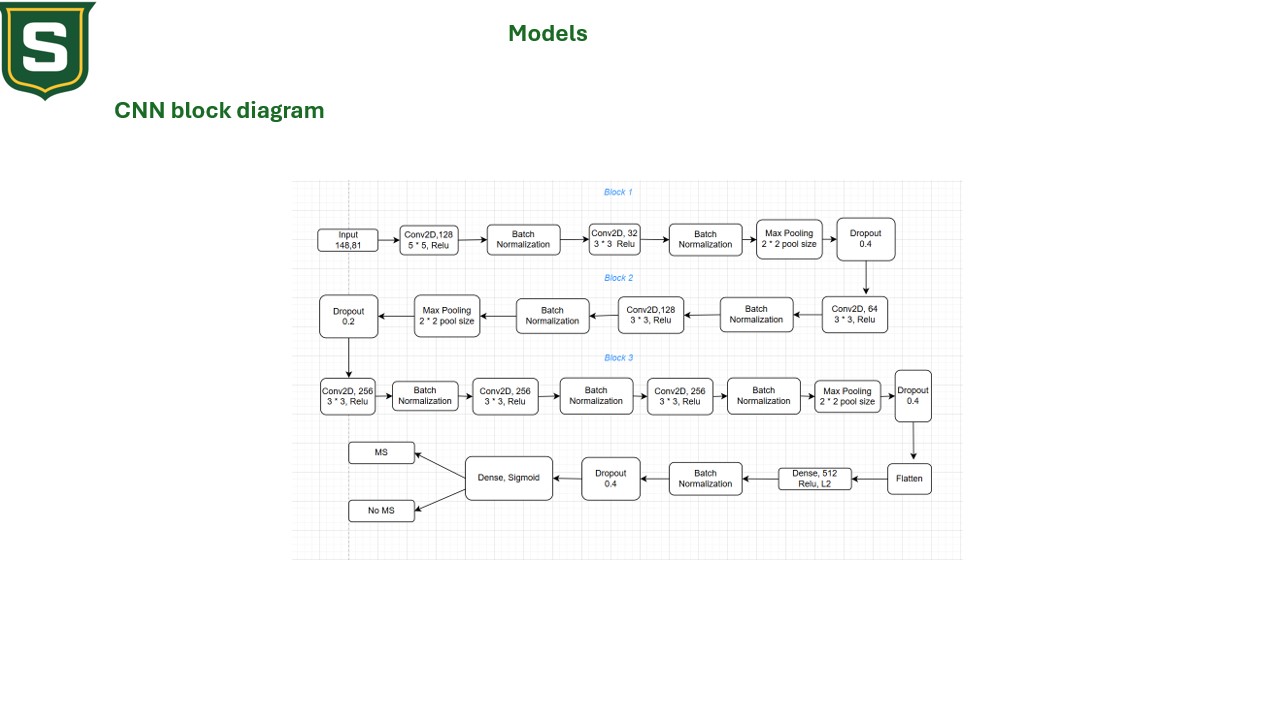 S
Models
CNN block diagram
Block 1
Input
148,81
Conv2D,128
5 * 5, Relu
Batch
Normalization
Conv2D, 32
3 * 3  Relu
Batch
Normalization
Max Pooling
2 * 2 pool size
Dropout
0.4
Block 2
Conv2D, 64
3 * 3, Relu
Batch
Normalization
Conv2D,128
3 * 3, Relu
Batch
Normalization
Max Pooling
2 * 2 pool size
Dropout
0.2
Block 3
Conv2D, 256
3 * 3, Relu
Batch
Normalization
Conv2D, 256
3 * 3, Relu
Batch
Normalization
Conv2D, 256
3 * 3, Relu
Batch
Normalization
Max Pooling
2 * 2 pool size
Dropout
0.4
Flatten
Dense, 512
Relu, L2
Batch
Normalization
Dropout
0.4
Dense, Sigmoid
MS
No MS